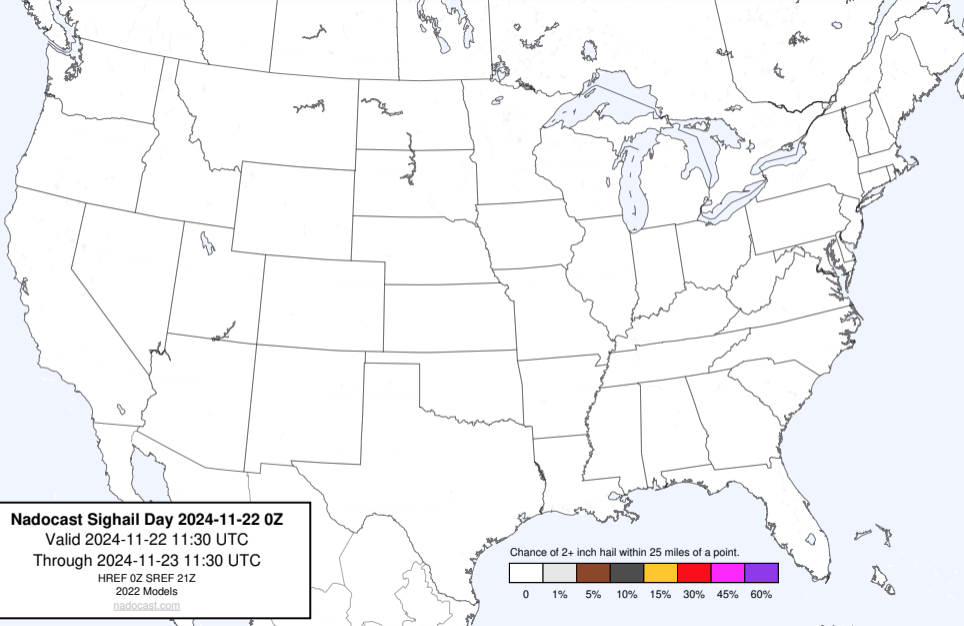 Nadocast Sighail Day 2024-11-22 0Z
Valid 2024-11-22 11:30 UTC
Through 2024-11-23 11:30 UTC
HREF 0Z SREF 21Z
2022 Models
nadocast.com
Chance of 2+ inch hail within 25 miles of a point.
0 1% 5% 10% 15% 30% 45% 60%